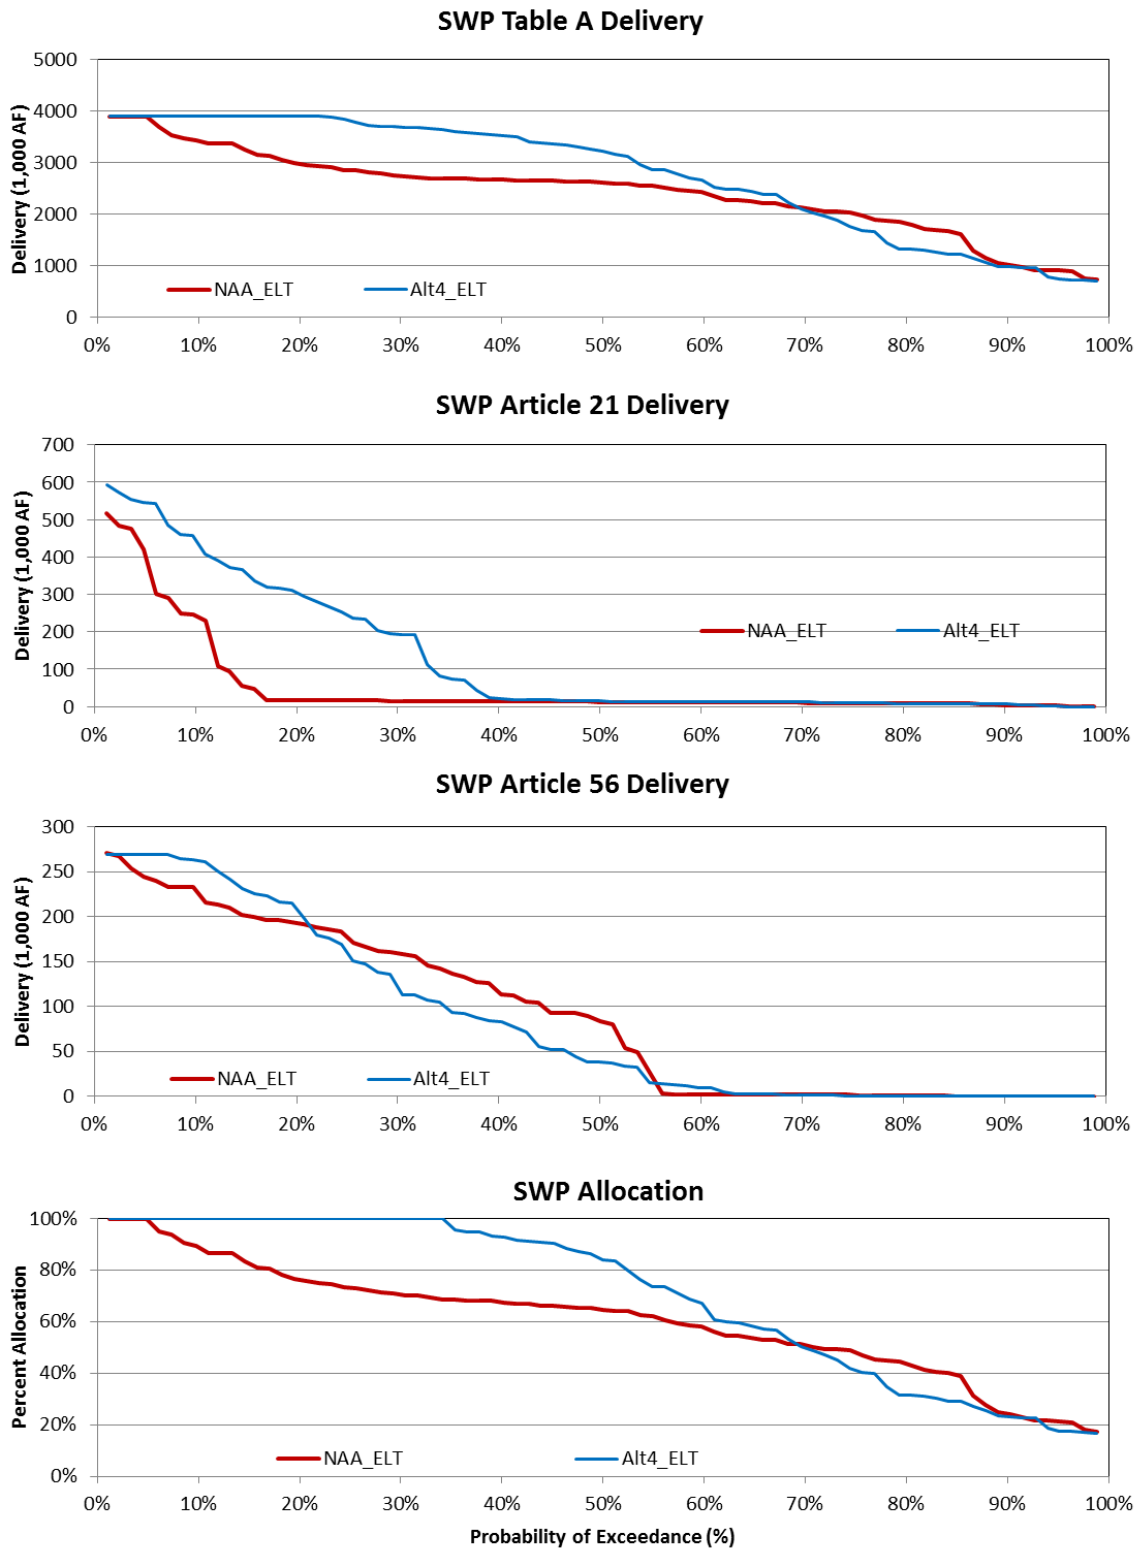 SWP Table A Delivery
Delivery (1,000 AF)
5000
4000
3000
2000
1000
0
NAA_ELT
Alt4_ELT
0% 10% 20% 30% 40% 50% 60% 70% 80% 90% 100%
SWP Article 21 Delivery
Delivery (1,000 AF)
700
600
500
400
300
200
100
0
NAA_ELT
Alt4_ELT
0% 10% 20% 30% 40% 50% 60% 70% 80% 90% 100%
SWP Article 56 Delivery
Delivery (1,000 AF)
300
250
200
150
100
50
0
NAA_ELT
Alt4_ELT
0% 10% 20% 30% 40% 50% 60% 70% 80% 90% 100%
SWP Allocation
Percent Allocation
100%
80%
60%
40%
20%
0%
NAA_ELT
Alt4_ELT
0% 10% 20% 30% 40% 50% 60% 70% 80% 90% 100%
Probability of Exceedance (%)